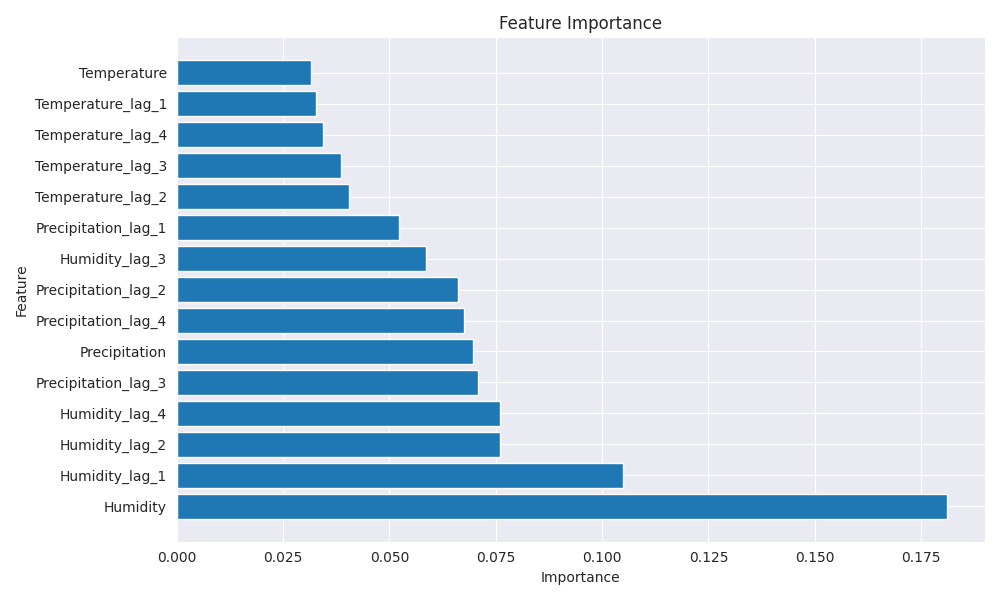 Feature Importance
Temperature
Temperature_lag_1
Temperature_lag_4
Temperature_lag_3
Temperature_lag_2
Precipitation_lag_1
Humidity_lag_3
Precipitation_lag_2
Precipitation_lag_4
Precipitation
Precipitation_lag_3
Humidity_lag_4
Humidity_lag_2
Humidity_lag_1
Humidity
Feature
0.000 0.025 0.050 0.075 0.100 0.125 0.150 0.175
Importance